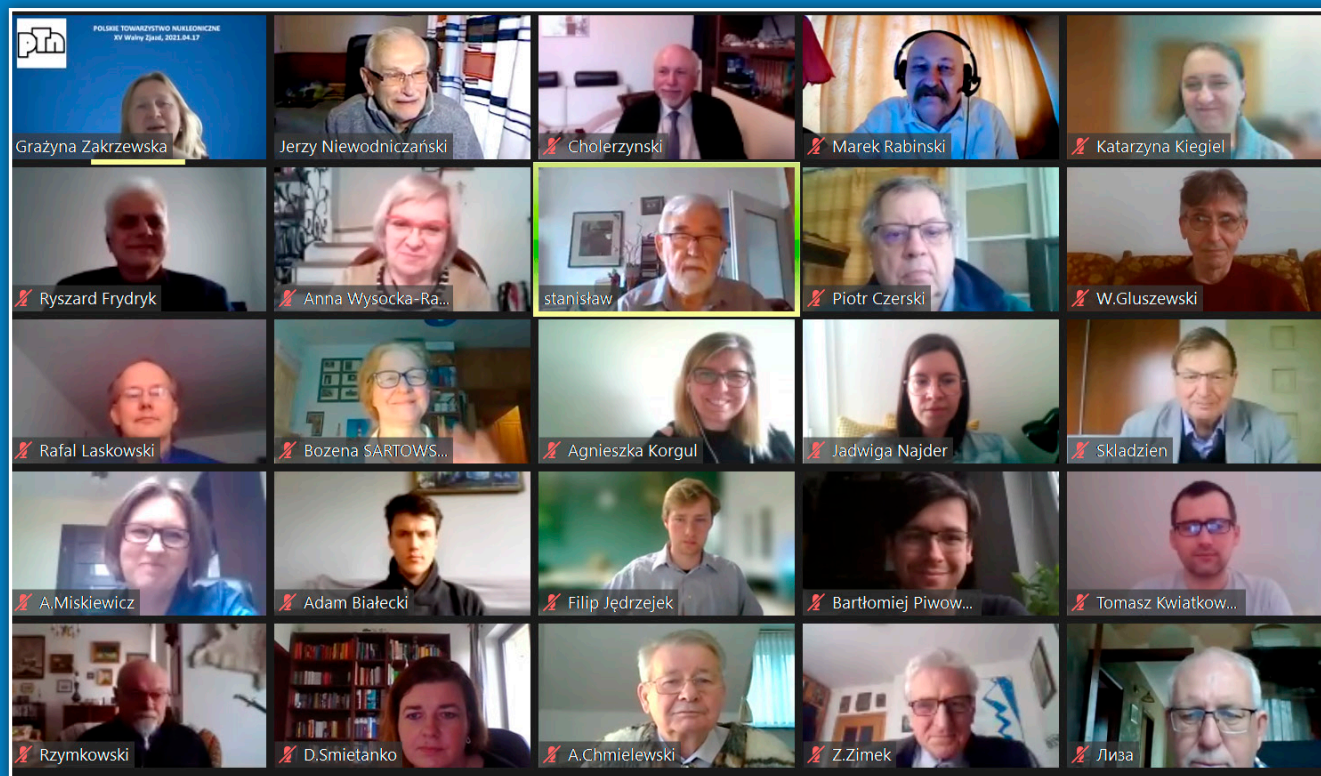 pTn
POLSKIE TOWARZYSTWO NUKLEONICZNE
XV Walny Zjazd, 2021.04.17
Grażyna Zakrzewska
Jerzy Niewodniczański
Cholerzynski
Marek Rabinski
Katarzyna Kiegiel
Ryszard Frydryk
Anna Wysocka-Ra...
stanisław
Piotr Czerski
W.Gluszewski
Rafal Laskowski
Bozena SARTOWS...
Agnieszka Korgul
Jadwiga Najder
Skladzien
A.Miskiewicz
Adam Białecki
Filip Jędrzejek
Bartłomiej Piwow...
Tomasz Kwiatkow...
Rzymkowski
D.Smietanko
A.Chmielewski
Z.Zimek
Лиза